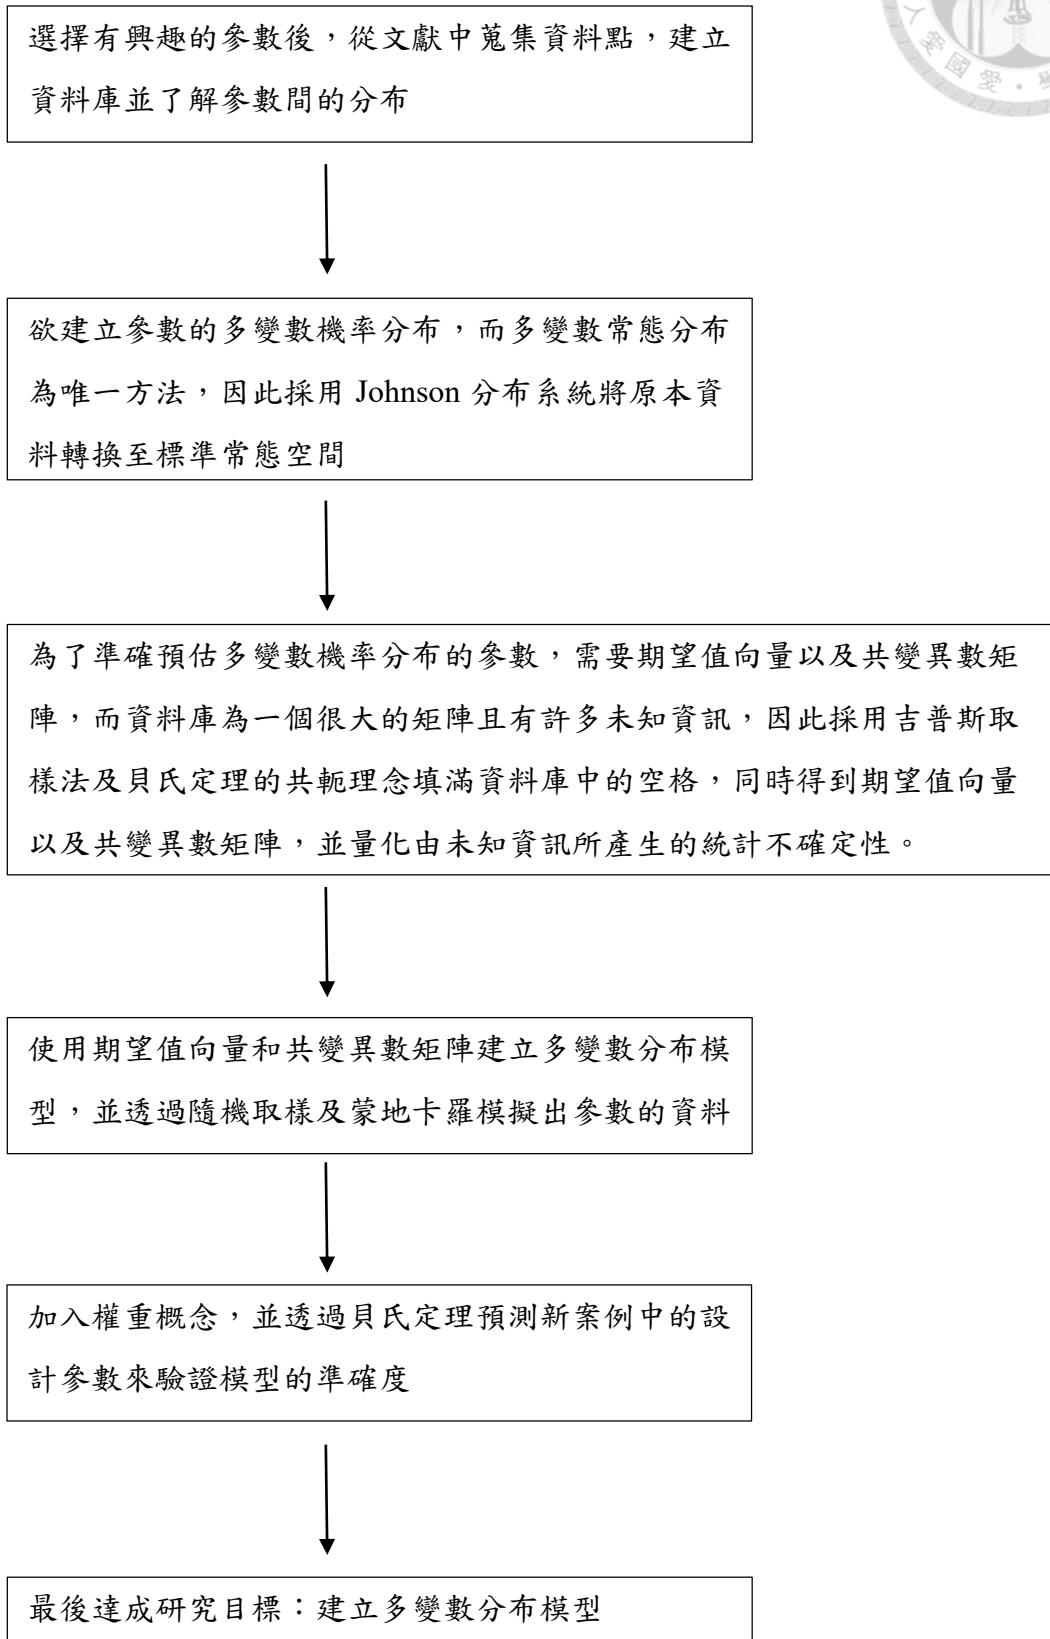 選擇有興趣的參數後，從文獻中蒐集資料點，建立
資料庫並了解參數間的分布
欲建立參數的多變數機率分布，而多變數常態分布
為唯一方法，因此採用 Johnson 分布系統將原本資
料轉換至標準常態空間
為了準確預估多變數機率分布的參數，需要期望值向量以及共變異數矩
陣，而資料庫為一個很大的矩陣且有許多未知資訊，因此採用吉普斯取
樣法及貝氏定理的共軛理念填滿資料庫中的空格，同時得到期望值向量
以及共變異數矩陣，並量化由未知資訊所產生的統計不確定性。
使用期望值向量和共變異數矩陣建立多變數分布模
型，並透過隨機取樣及蒙地卡羅模擬出參數的資料
加入權重概念，並透過貝氏定理預測新案例中的設
計參數來驗證模型的準確度
最後達成研究目標：建立多變數分布模型